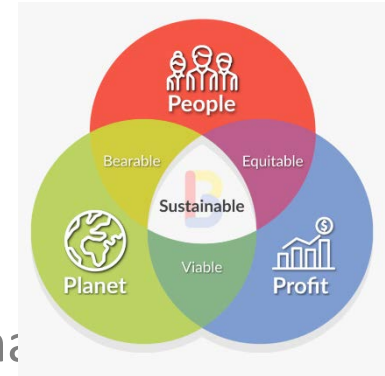 People
Bearable
Equitable
Sustainable
Planet
Viable
$
Profit